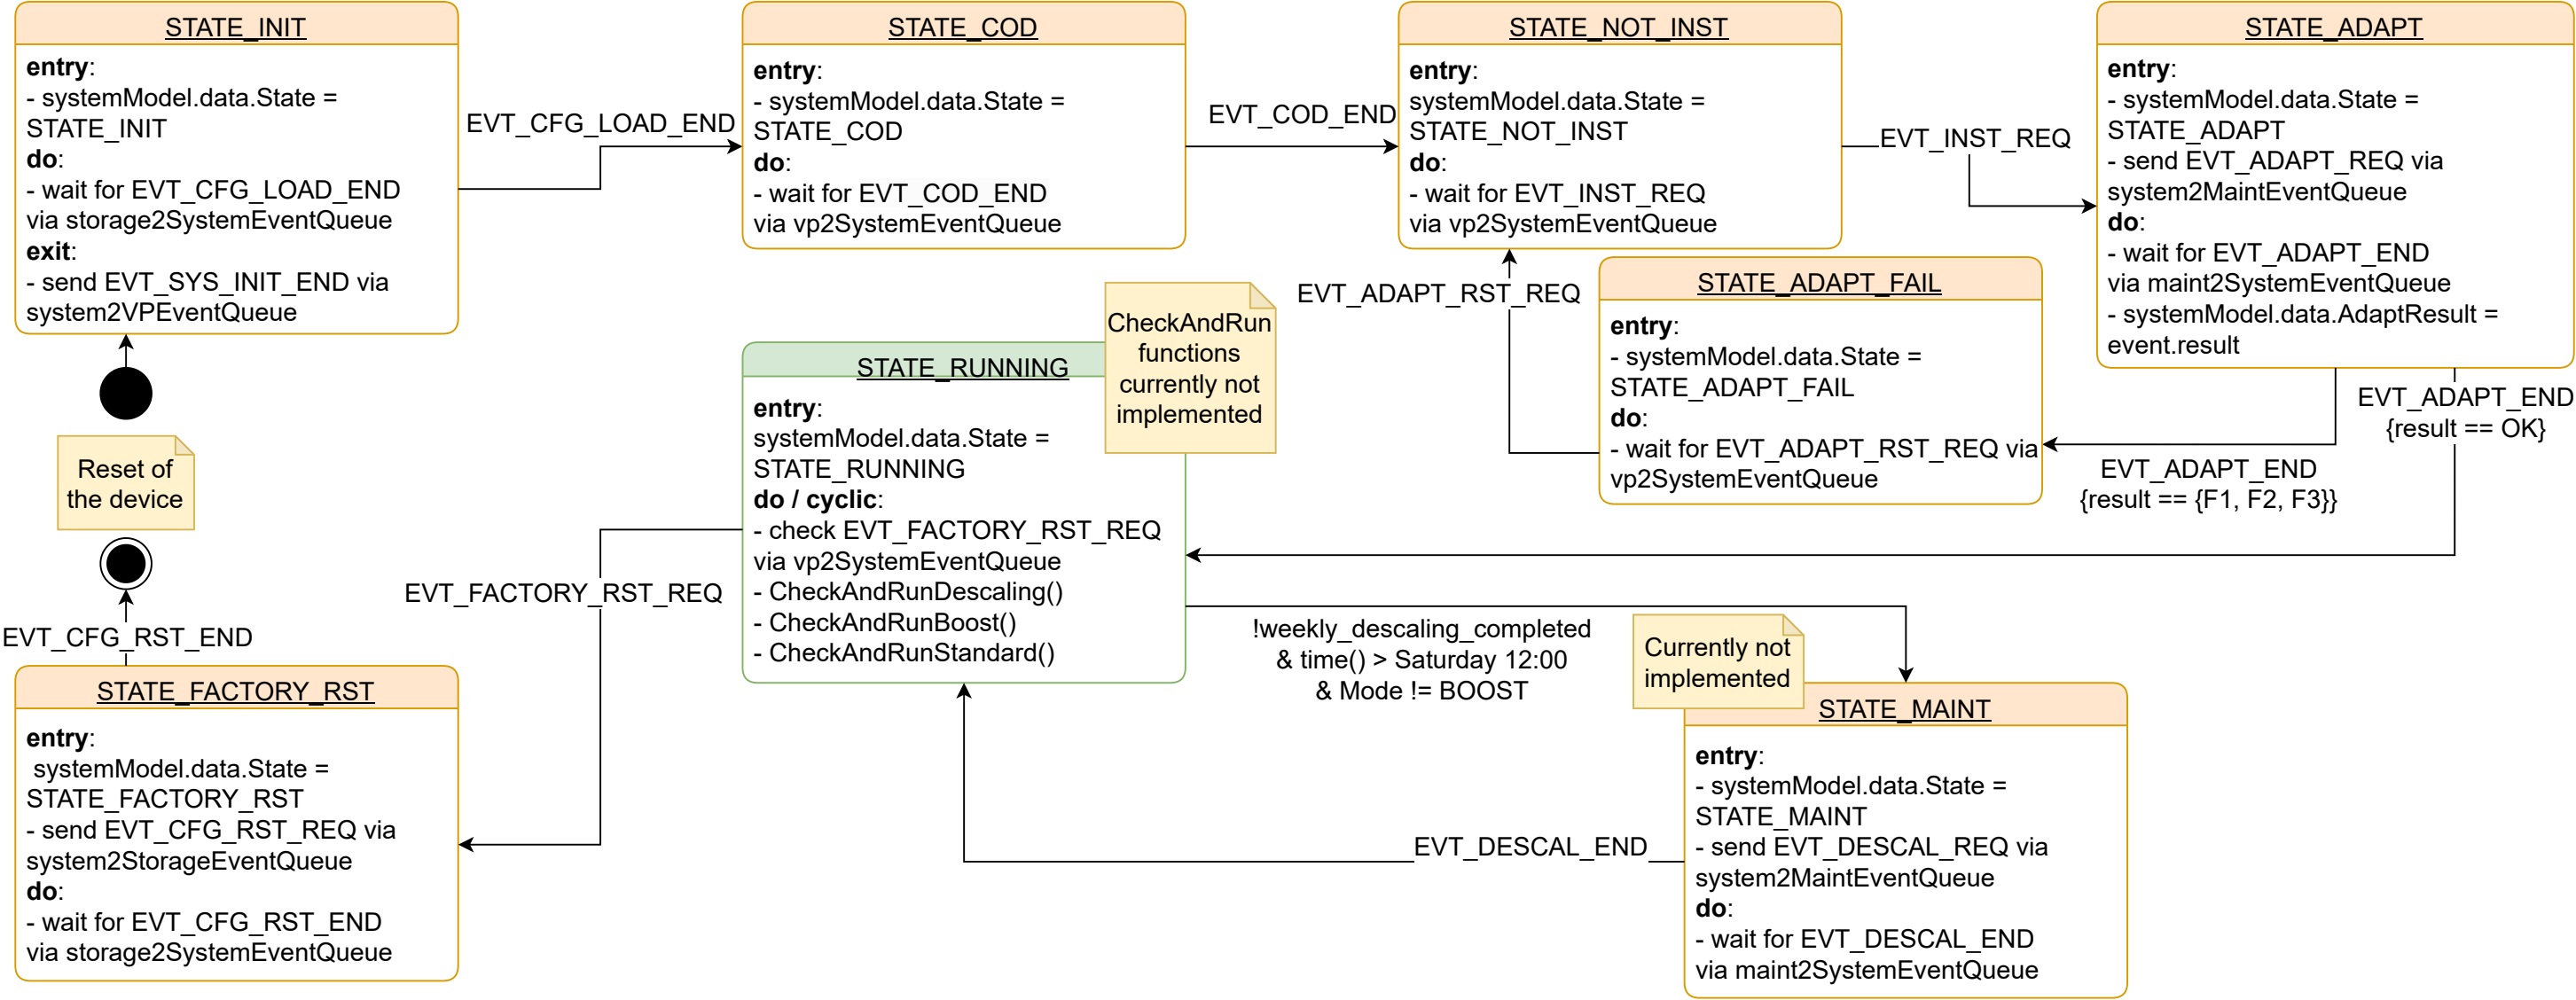 STATE_INIT
entry:
- systemModel.data.State =
STATE_INIT
do:
- wait for EVT_CFG_LOAD_END
via storage2SystemEventQueue
exit:
- send EVT_SYS_INIT_END via
system2VPEventQueue
EVT_CFG_LOAD_END
STATE_COD
entry:
- systemModel.data.State =
STATE_COD
do:
- wait for EVT_COD_END
via vp2SystemEventQueue
EVT_COD_END
STATE_NOT_INST
entry:
systemModel.data.State =
STATE_NOT_INST
do:
- wait for EVT_INST_REQ
via vp2SystemEventQueue
EVT_INST_REQ
STATE_ADAPT
entry:
- systemModel.data.State =
STATE_ADAPT
- send EVT_ADAPT_REQ via
system2MaintEventQueue
do:
- wait for EVT_ADAPT_END
via maint2SystemEventQueue
- systemModel.data.AdaptResult =
event.result
EVT_ADAPT_RST_REQ
STATE_ADAPT_FAIL
entry:
- systemModel.data.State =
STATE_ADAPT_FAIL
do:
- wait for EVT_ADAPT_RST_REQ via
vp2SystemEventQueue
EVT_ADAPT_END
{result == OK}
EVT_ADAPT_END
{result == {F1, F2, F3}}
CheckAndRun
functions
currently not
implemented
STATE_RUNNING
entry:
systemModel.data.State =
STATE_RUNNING
do / cyclic:
- check EVT_FACTORY_RST_REQ
via vp2SystemEventQueue
- CheckAndRunDescaling()
- CheckAndRunBoost()
- CheckAndRunStandard()
Reset of
the device
EVT_FACTORY_RST_REQ
EVT_CFG_RST_END
STATE_FACTORY_RST
entry:
systemModel.data.State =
STATE_FACTORY_RST
- send EVT_CFG_RST_REQ via
system2StorageEventQueue
do:
- wait for EVT_CFG_RST_END
via storage2SystemEventQueue
!weekly_descaling_completed
& time() > Saturday 12:00
& Mode != BOOST
Currently not
implemented
STATE_MAINT
entry:
- systemModel.data.State =
STATE_MAINT
- send EVT_DESCAL_REQ via
system2MaintEventQueue
do:
- wait for EVT_DESCAL_END
via maint2SystemEventQueue
EVT_DESCAL_END